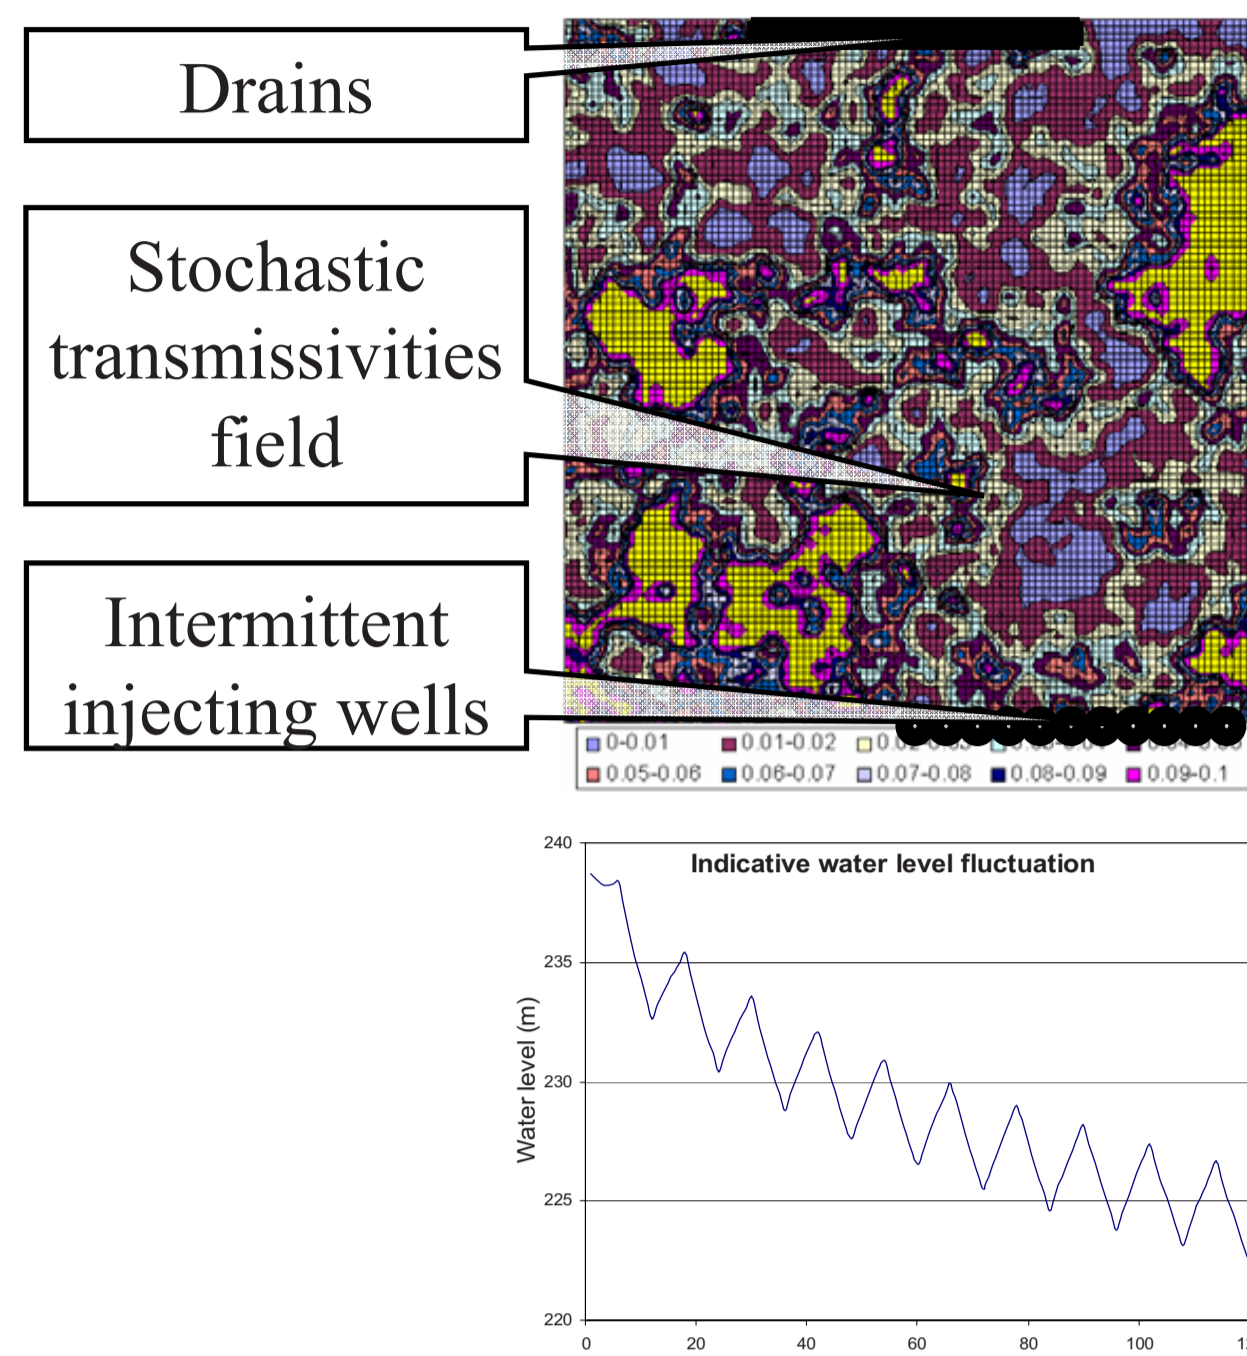 Drains
Stochastic
transmissivities
field
Intermittent
injecting wells
0-0.01 0.01-0.02
0.05-0.06 0.06-0.07 0.07-0.08 0.08-0.09 0.09-0.1
Indicative water level fluctuation
Water level (m)
240
235
230
225
220
0 20 40 60 80 100